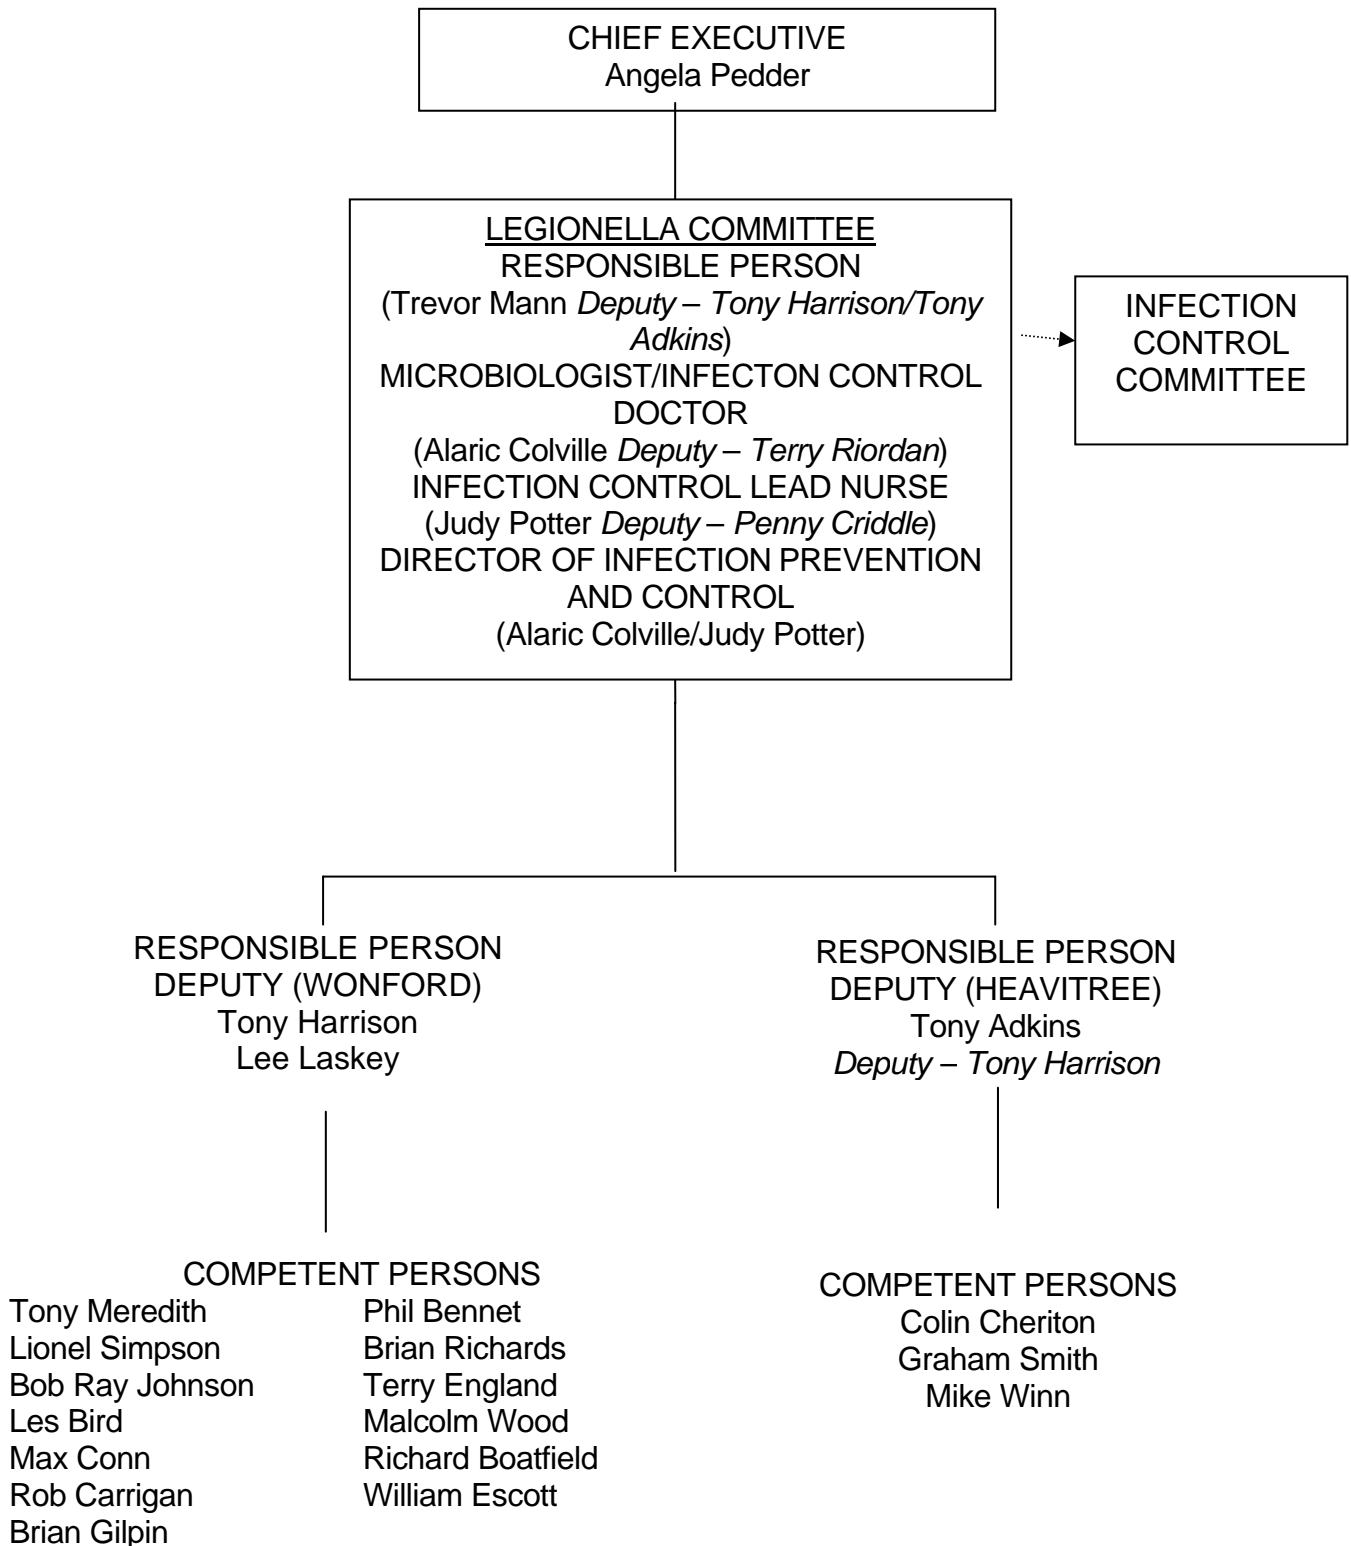 CHIEF EXECUTIVE
Angela Pedder
LEGIONELLA COMMITTEE
RESPONSIBLE PERSON
(Trevor Mann Deputy – Tony Harrison/Tony
Adkins)
MICROBIOLOGIST/INFECTON CONTROL
DOCTOR
(Alaric Colville Deputy – Terry Riordan)
INFECTION CONTROL LEAD NURSE
(Judy Potter Deputy – Penny Criddle)
DIRECTOR OF INFECTION PREVENTION
AND CONTROL
(Alaric Colville/Judy Potter)
INFECTION
CONTROL
COMMITTEE
RESPONSIBLE PERSON
DEPUTY (WONFORD)
Tony Harrison
Lee Laskey
RESPONSIBLE PERSON
DEPUTY (HEAVITREE)
Tony Adkins
Deputy – Tony Harrison
COMPETENT PERSONS
Tony Meredith
Lionel Simpson
Bob Ray Johnson
Les Bird
Max Conn
Rob Carrigan
Brian Gilpin
Phil Bennet
Brian Richards
Terry England
Malcolm Wood
Richard Boatfield
William Escott
COMPETENT PERSONS
Colin Cheriton
Graham Smith
Mike Winn